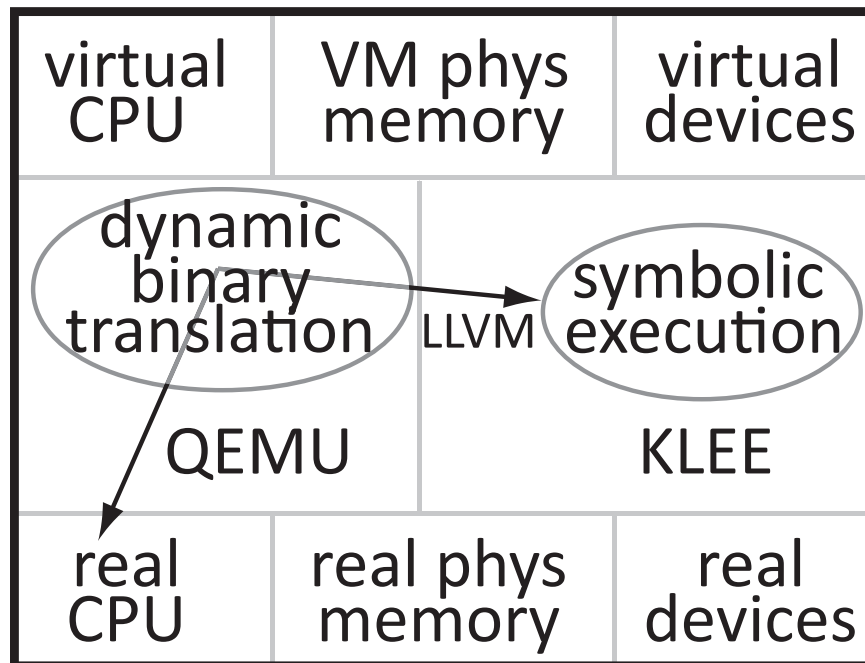 virtual
CPU
VM phys
memory
virtual
devices
dynamic
binary
translation
LLVM
symbolic
execution
QEMU
KLEE
real
CPU
real phys
memory
real
devices